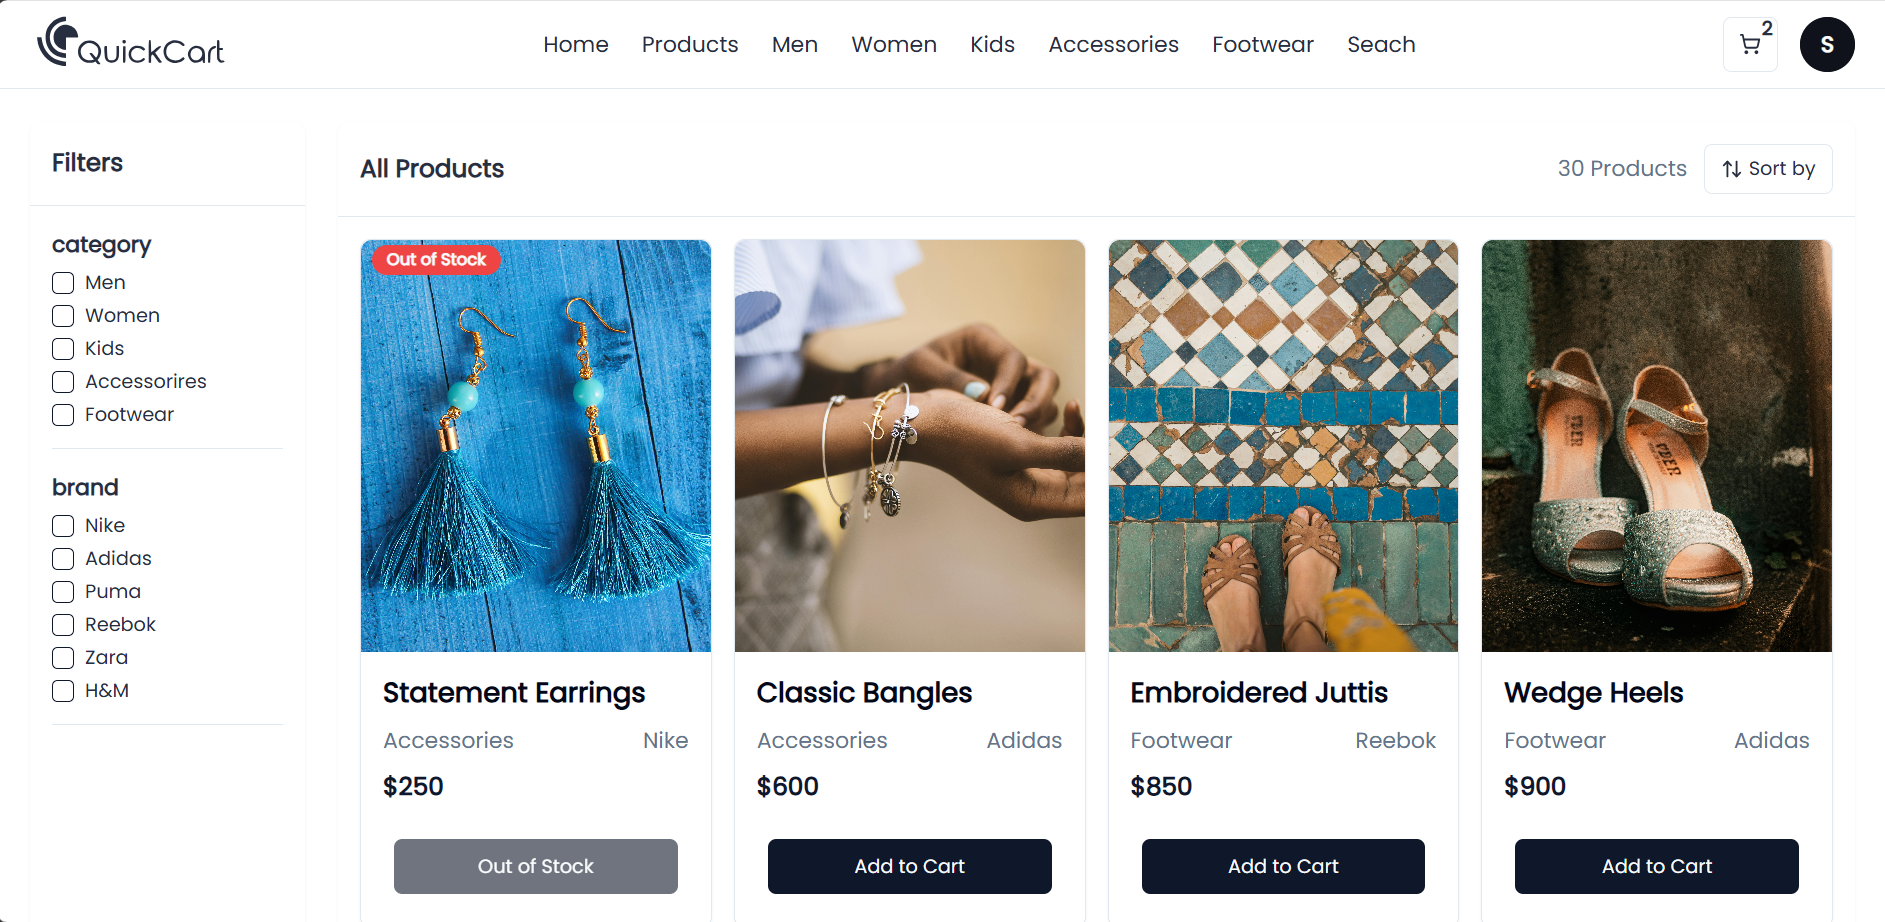 QuickCart
Home Products Men Women Kids Accessories Footwear Seach
2
S
Filters
category
Men
Women
Kids
Accessorires
Footwear
brand
Nike
Adidas
Puma
Reebok
Zara
H&M
All Products
30 Products
Sort by
Out of Stock
Statement Earrings
Accessories Nike
$250
Out of Stock
Classic Bangles
Accessories Adidas
$600
Add to Cart
Embroidered Juttis
Footwear Reebok
$850
Add to Cart
Wedge Heels
Footwear Adidas
$900
Add to Cart